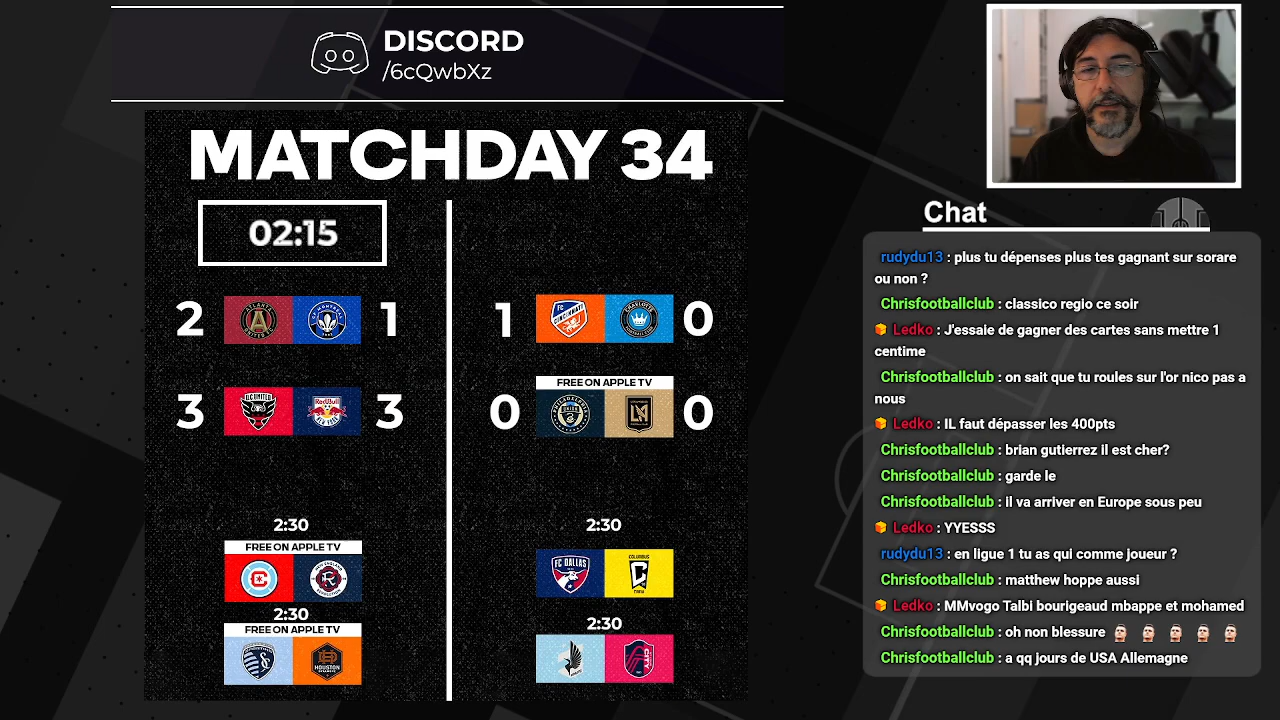 DISCORD
/6cQwbXz
MATCHDAY 34
02:15
2 1
1 0
3 3
FREE ON APPLE TV
0 0
2:30
FREE ON APPLE TV
2:30
FC DALLAS
COLUMBUS
2:30
FREE ON APPLE TV
2:30
CITY
Chat
rudydu13 : plus tu dépenses plus tes gagnant sur sorare
ou non ?
Chrisfootballclub : classico regio ce soir
Ledko : J'essaie de gagner des cartes sans mettre 1
centime
Chrisfootballclub : on sait que tu roules sur l'or nico pas a
nous
Ledko : IL faut dépasser les 400pts
Chrisfootballclub : brian gutierrez il est cher?
Chrisfootballclub : garde le
Chrisfootballclub : il va arriver en Europe sous peu
Ledko : YYESSS
rudydu13 : en ligue 1 tu as qui comme joueur ?
Chrisfootballclub : matthew hoppe aussi
Ledko : MMvogo Talbi bourigeaud mbappe et mohamed
Chrisfootballclub : oh non blessure
Chrisfootballclub : a qq jours de USA Allemagne